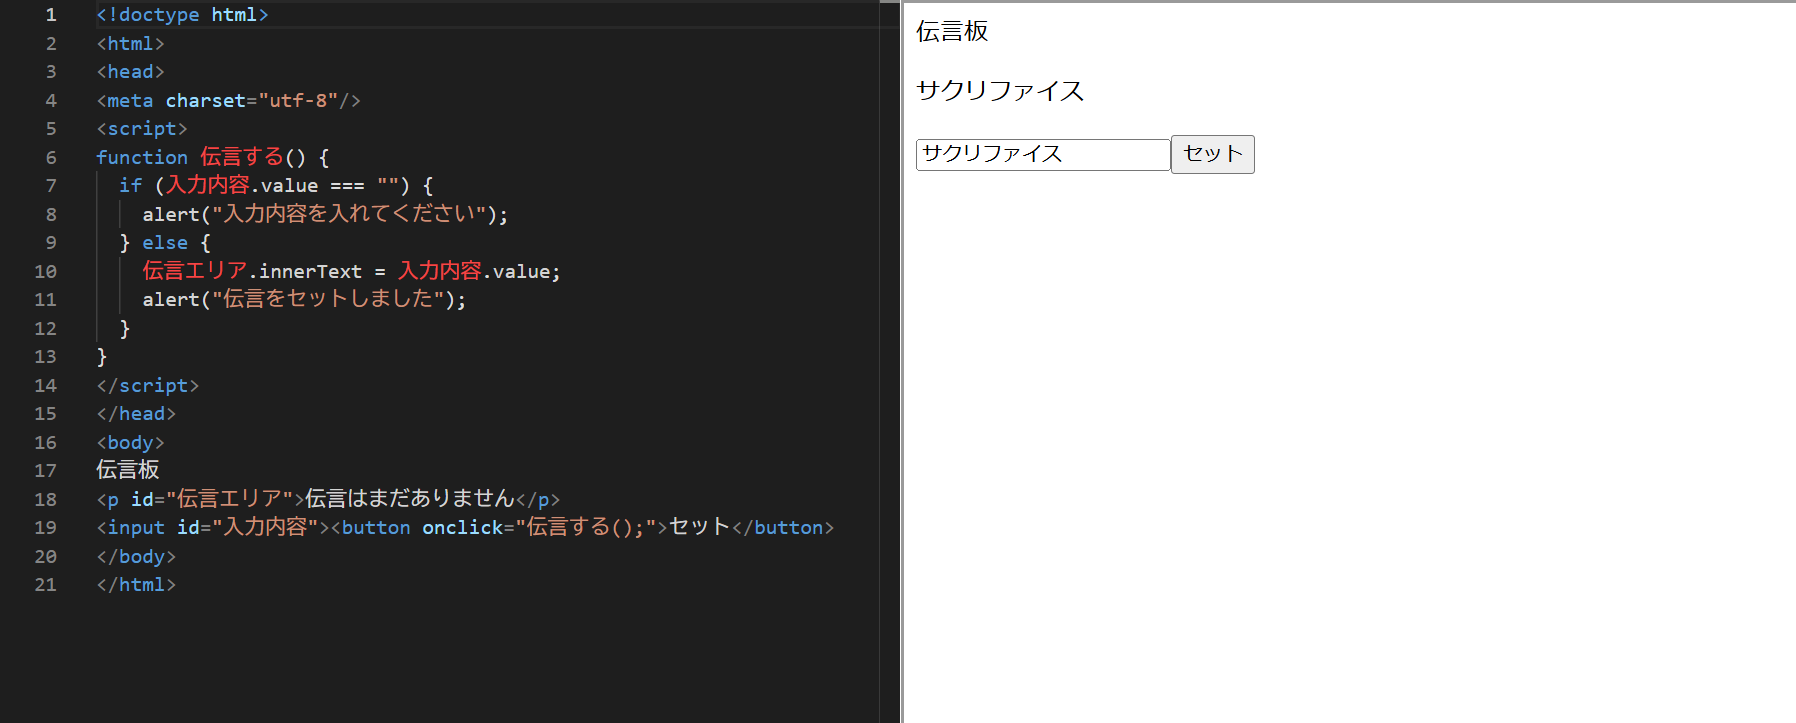 1 <!doctype html>
2 <html>
3 <head>
4 <meta charset="utf-8"/>
5 <script>
6 function 伝言する() {
7   if (入力内容.value === "") {
8     alert("入力内容を入れてください");
9   } else {
10     伝言エリア.innerText = 入力内容.value;
11     alert("伝言をセットしました");
12   }
13 }
14 </script>
15 </head>
16 <body>
17 伝言板
18 <p id="伝言エリア">伝言はまだありません</p>
19 <input id="入力内容"><button onclick="伝言する();">セット</button>
20 </body>
21 </html>
伝言板
サクリファイス
サクリファイス セット